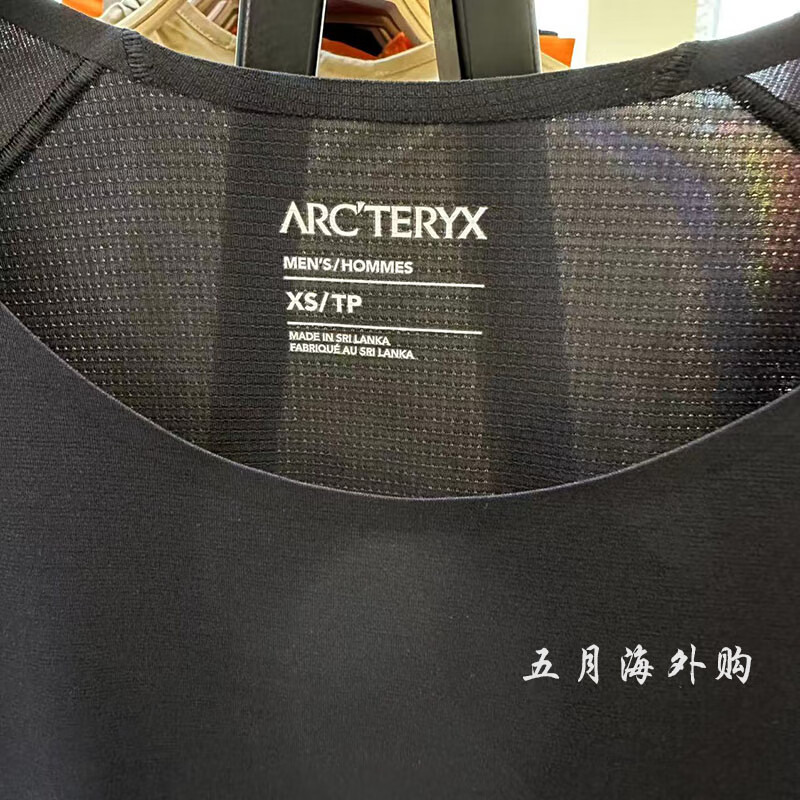 ARC'TERYX
MEN'S/HOMMES
XS/TP
MADE IN SRI LANKA
FABRIQUÉ AU SRI LANKA
五月海外购